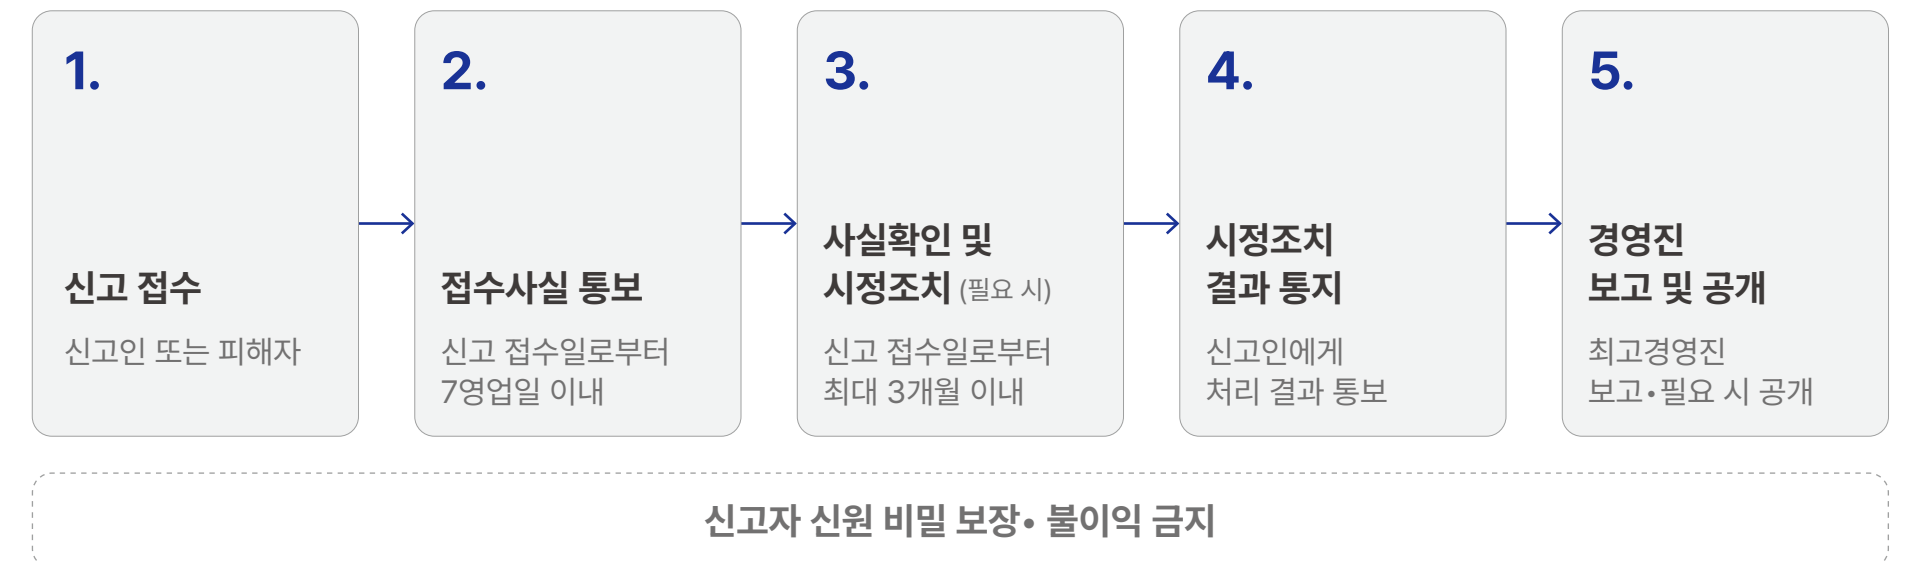 1.
신고 접수
신고인 또는 피해자
2.
접수사실 통보
신고 접수일로부터
7영업일 이내
3.
사실확인 및
시정조치 (필요 시)
신고 접수일로부터
최대 3개월 이내
4.
시정조치
결과 통지
신고인에게
처리 결과 통보
5.
경영진
보고 및 공개
최고경영진
보고•필요 시 공개
신고자 신원 비밀 보장• 불이익 금지